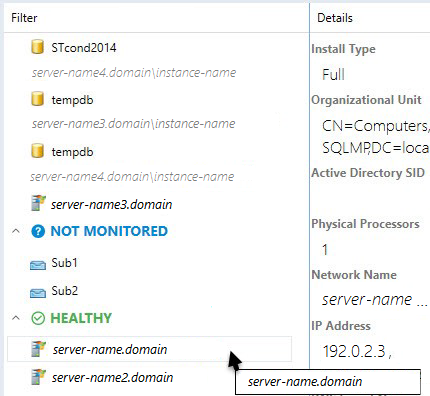 Filter
STcond2014
server-name4.domain\instance-name
tempdb
server-name3.domain\instance-name
tempdb
server-name4.domain\instance-name
server-name3.domain
NOT MONITORED
Sub1
Sub2
HEALTHY
server-name.domain
server-name2.domain
server-name.domain
Details
Install Type
Full
Organizational Unit
CN=Computers,
SQLMP,DC=loca
Active Directory SID
Physical Processors
1
Network Name
server-name ...
IP Address
192.0.2.3 ,